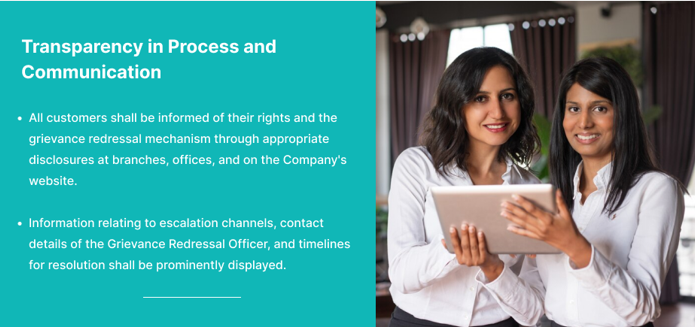 Transparency in Process and
Communication
• All customers shall be informed of their rights and the
grievance redressal mechanism through appropriate
disclosures at branches, offices, and on the Company's
website.
• Information relating to escalation channels, contact
details of the Grievance Redressal Officer, and timelines
for resolution shall be prominently displayed.